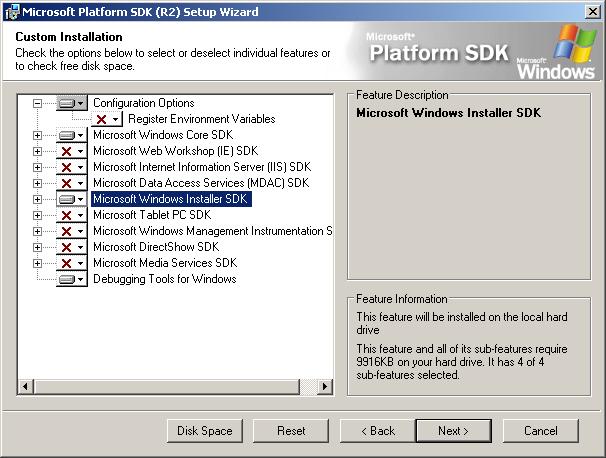 Microsoft Platform SDK (R2) Setup Wizard
Custom Installation
Check the options below to select or deselect individual features or
to check free disk space.
Microsoft®
Platform SDK
Microsoft®
Windows
Configuration Options
Register Environment Variables
Microsoft Windows Core SDK
Microsoft Web Workshop (IE) SDK
Microsoft Internet Information Server (IIS) SDK
Microsoft Data Access Services (MDAC) SDK
Microsoft Windows Installer SDK
Microsoft Tablet PC SDK
Microsoft Windows Management Instrumentation S
Microsoft DirectShow SDK
Microsoft Media Services SDK
Debugging Tools for Windows
Feature Description
Microsoft Windows Installer SDK
Feature Information
This feature will be installed on the local hard
drive
This feature and all of its sub-features require
9916KB on your hard drive. It has 4 of 4
sub-features selected.
Disk Space
Reset
< Back
Next >
Cancel